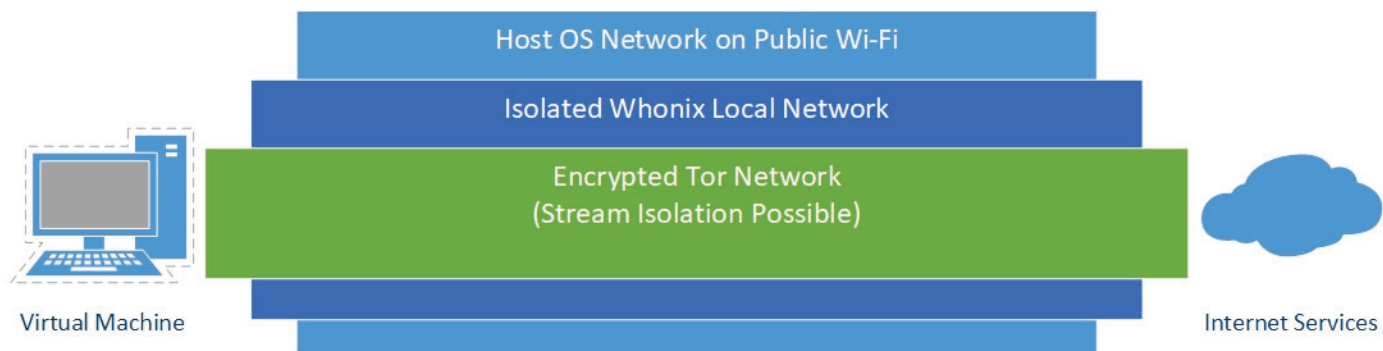 Host OS Network on Public Wi-Fi
Isolated Whonix Local Network
Encrypted Tor Network
(Stream Isolation Possible)
Virtual Machine
Internet Services